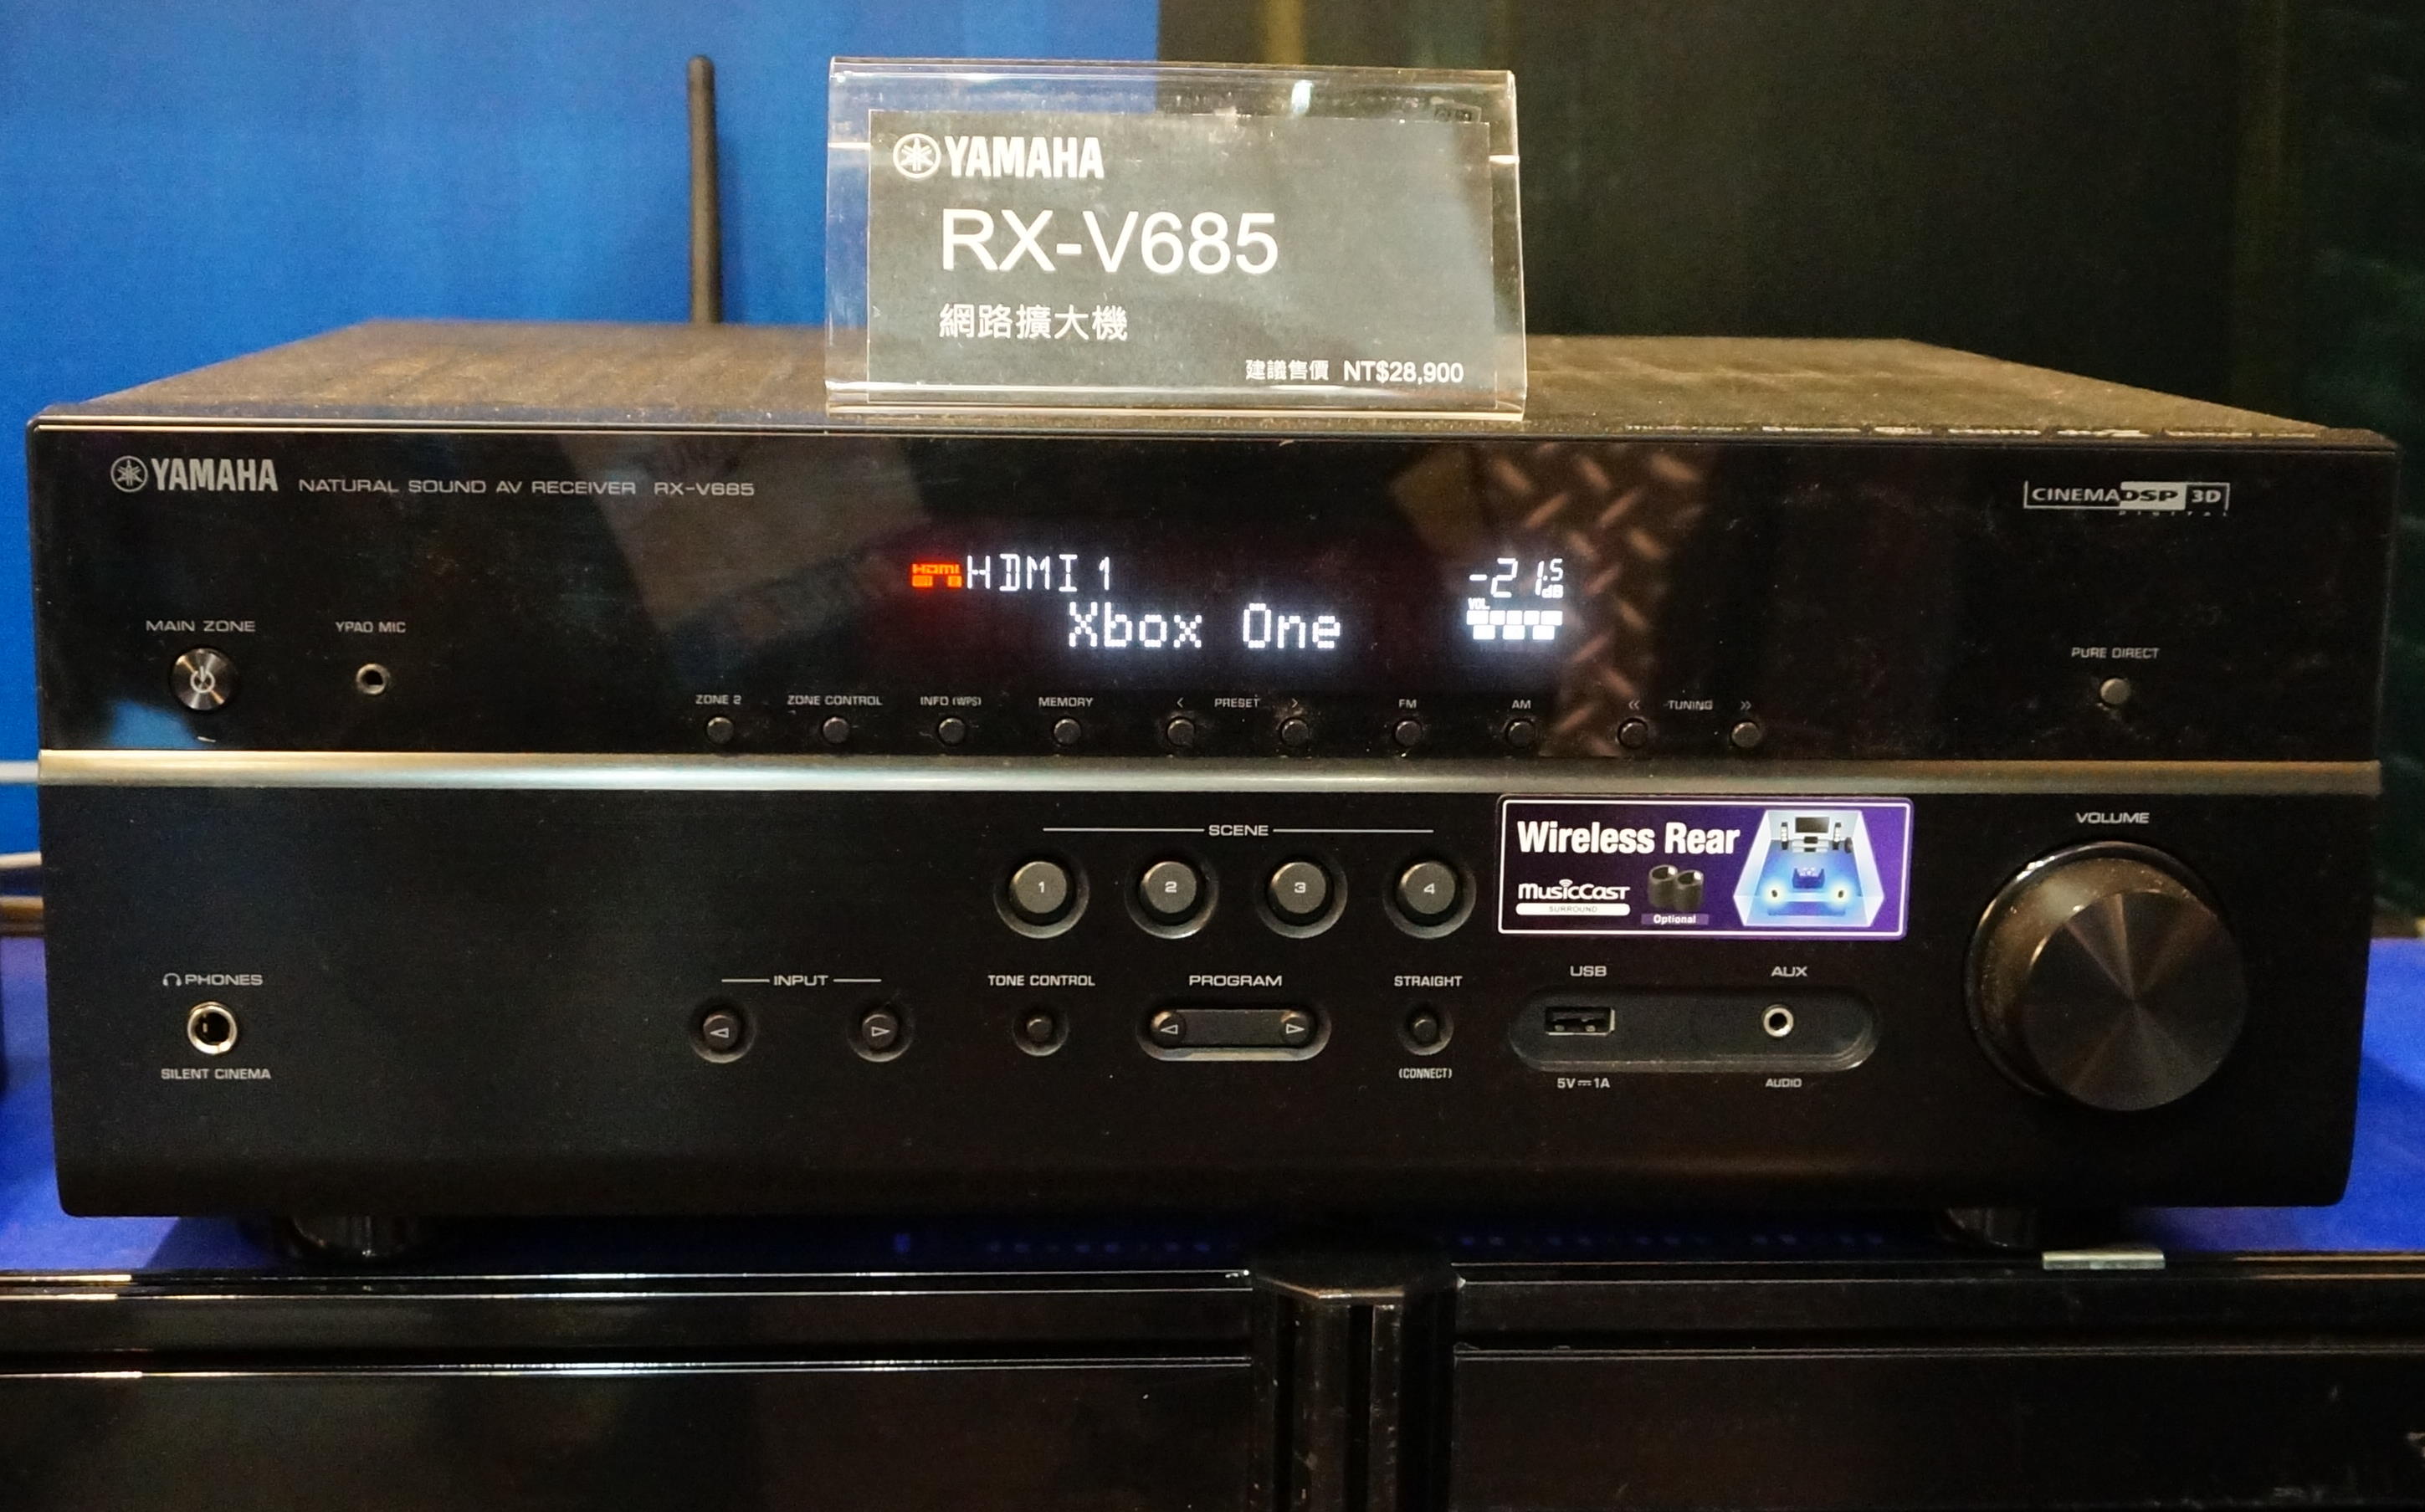 YAMAHA
RX-V685
網路擴大機
建議售價 NT$28,900
YAMAHA NATURAL SOUND AV RECEIVER RX-V685
CINEMA DSP 3D
DIGITAL
HDMI HDMI 1
-21.5 dB
VOL.
Xbox One
MAIN ZONE
YPAO MIC
PURE DIRECT
ZONE 2
ZONE CONTROL
INFO (WPS)
MEMORY
< PRESET >
FM
AM
<< TUNING >>
SCENE
1 2 3 4
Wireless Rear
MusicCast
SURROUND
Optional
VOLUME
PHONES
SILENT CINEMA
INPUT
TONE CONTROL
PROGRAM
STRAIGHT
(CONNECT)
USB
5V⎓1A
AUX
AUDIO